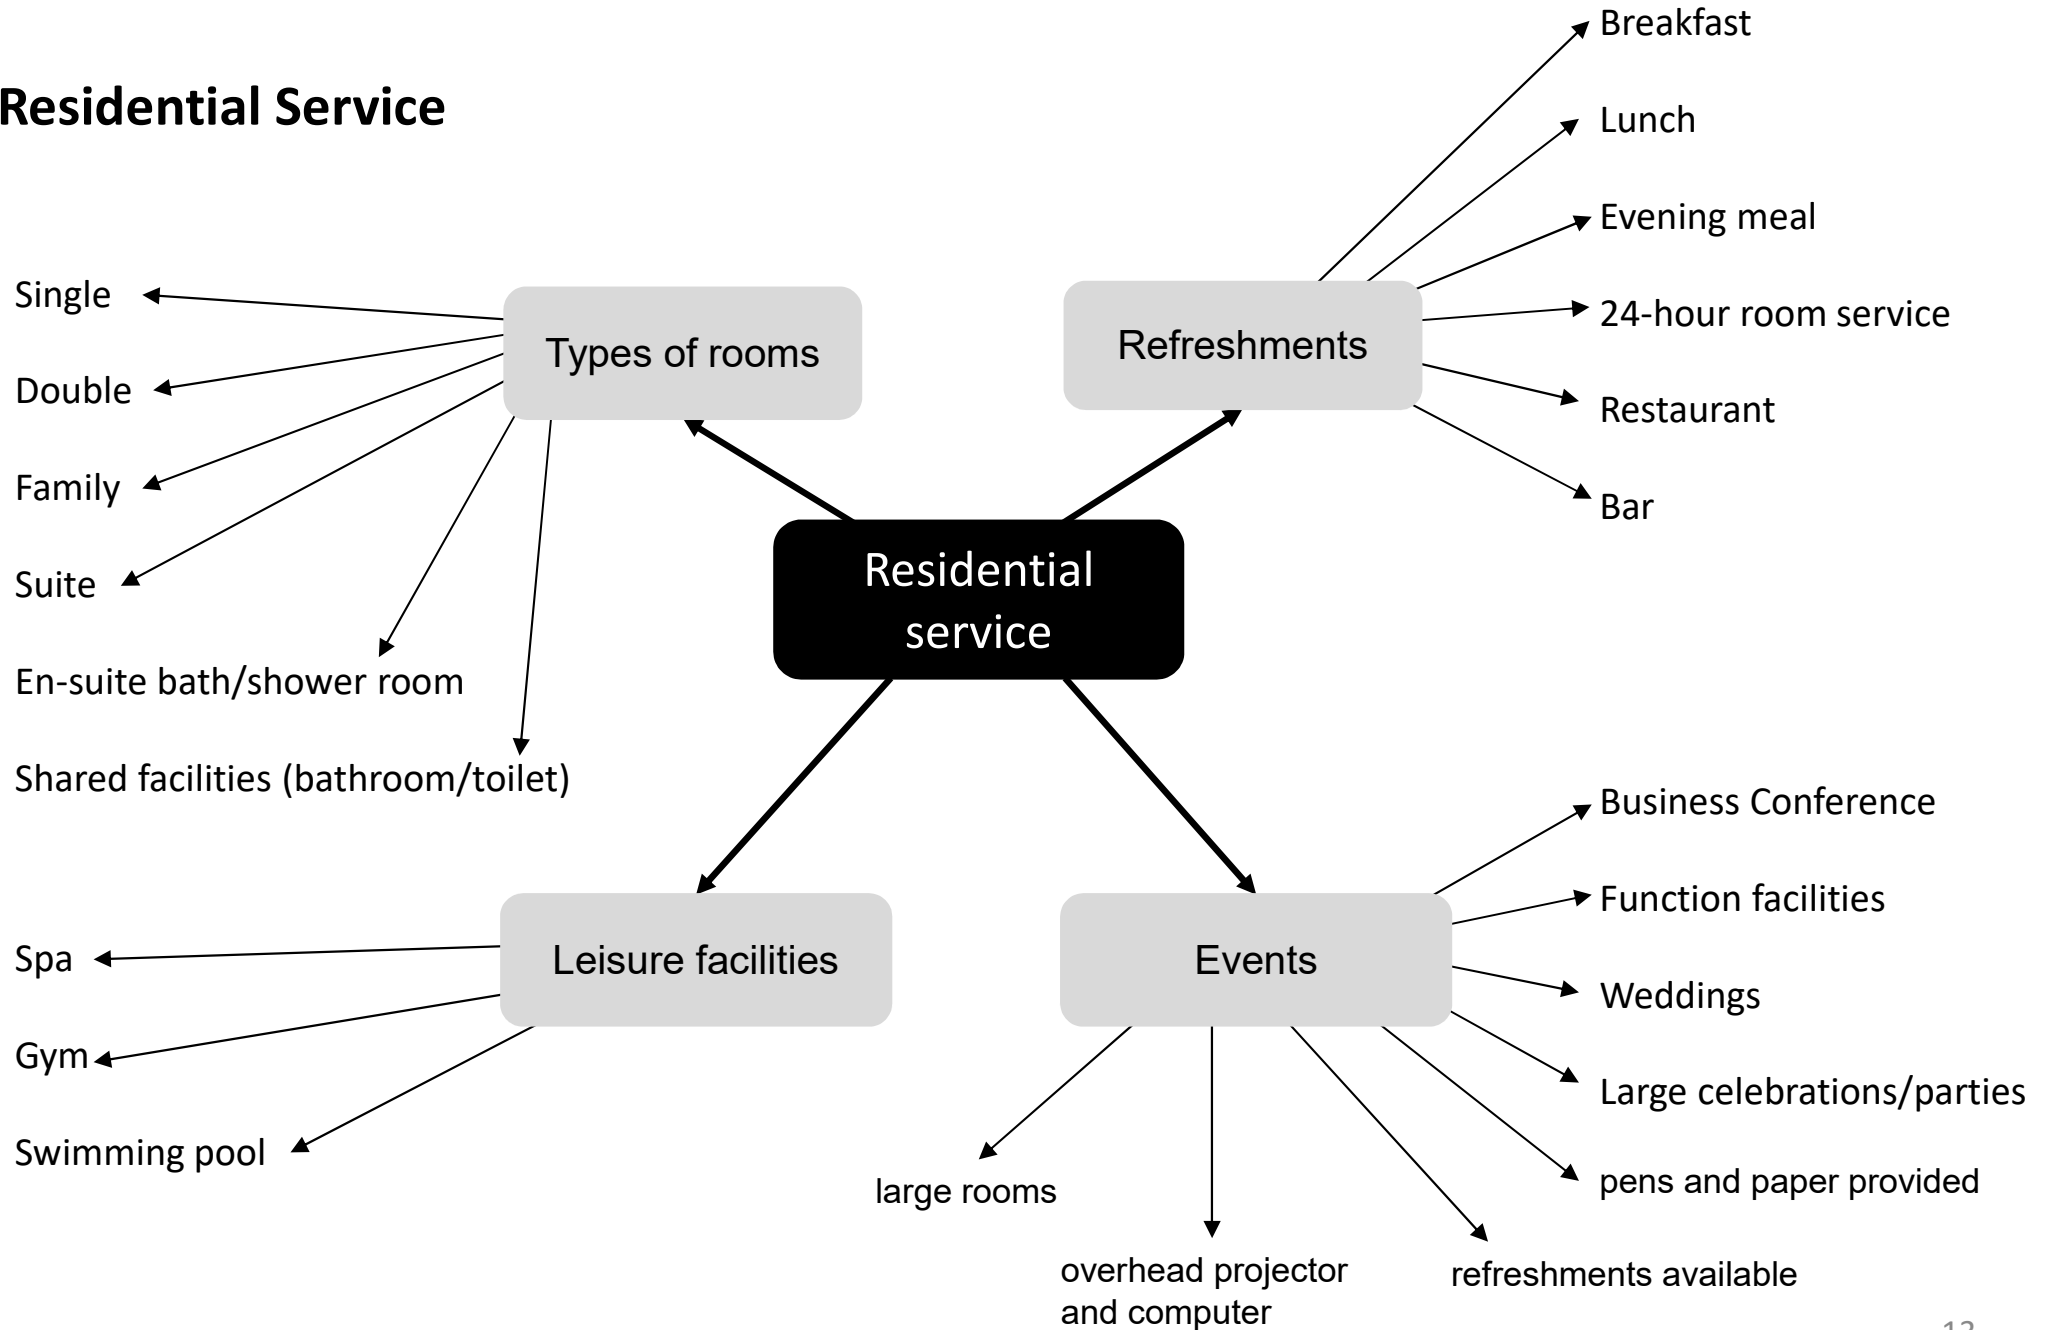 Residential Service
Types of rooms
Single
Double
Family
Suite
En-suite bath/shower room
Shared facilities (bathroom/toilet)
Refreshments
Breakfast
Lunch
Evening meal
24-hour room service
Restaurant
Bar
Residential
service
Leisure facilities
Spa
Gym
Swimming pool
Events
Business Conference
Function facilities
Weddings
Large celebrations/parties
pens and paper provided
refreshments available
overhead projector
and computer
large rooms